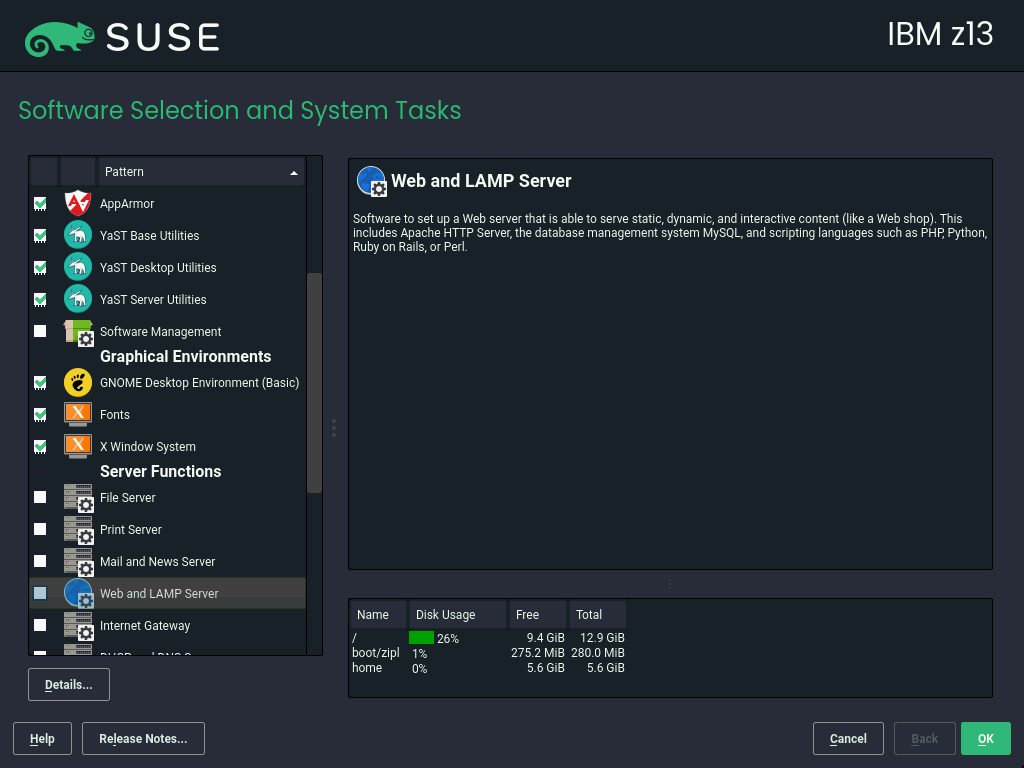 SUSE
IBM z13
Software Selection and System Tasks
Pattern
AppArmor
YaST Base Utilities
YaST Desktop Utilities
YaST Server Utilities
Software Management
Graphical Environments
GNOME Desktop Environment (Basic)
Fonts
X Window System
Server Functions
File Server
Print Server
Mail and News Server
Web and LAMP Server
Internet Gateway
Web and LAMP Server
Software to set up a Web server that is able to serve static, dynamic, and interactive content (like a Web shop). This
includes Apache HTTP Server, the database management system MySQL, and scripting languages such as PHP, Python,
Ruby on Rails, or Perl.
Name Disk Usage Free Total
/ 26% 9.4 GiB 12.9 GiB
boot/zipl 1% 275.2 MiB 280.0 MiB
home 0% 5.6 GiB 5.6 GiB
Details...
Help Release Notes... Cancel Back OK